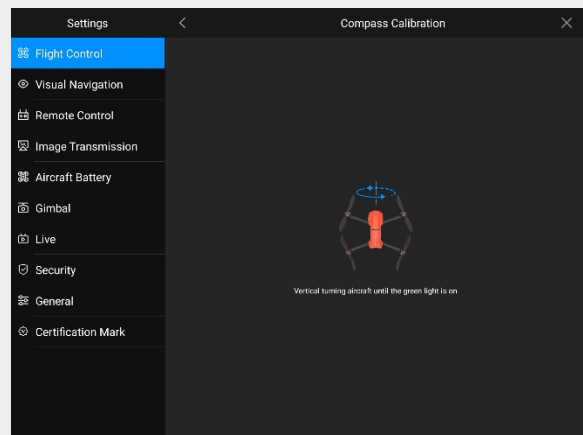 Settings
Compass Calibration
Flight Control
Visual Navigation
Remote Control
Image Transmission
Aircraft Battery
Gimbal
Live
Security
General
Certification Mark
Vertical turning aircraft until the green light is on